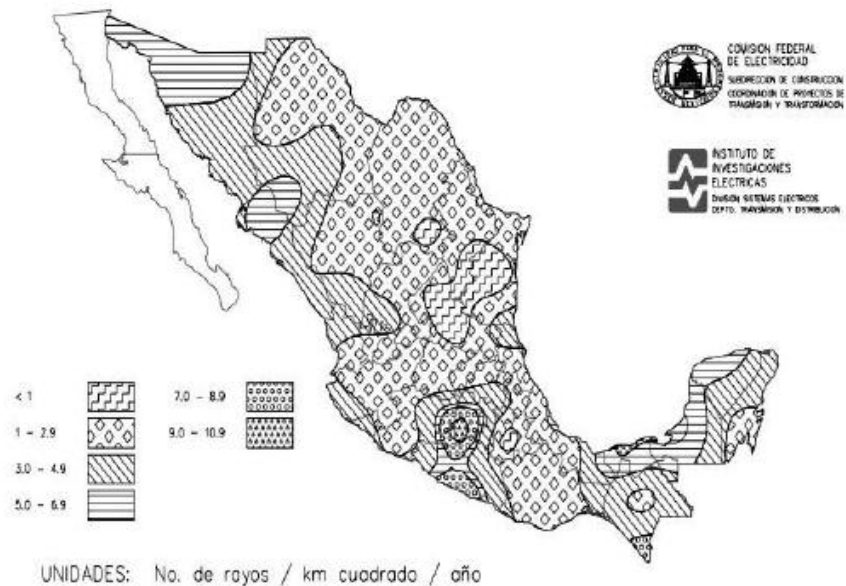 COMISION FEDERAL
DE ELECTRICIDAD
SUBDIRECCION DE CONSTRUCCION
COORDINACION DE PROYECTOS DE
TRANSMISION Y TRANSFORMACION
INSTITUTO DE
INVESTIGACIONES
ELECTRICAS
DIVISION SISTEMAS ELECTRICOS
DEPTO. TRANSMISION Y DISTRIBUCION
< 1
7.0 - 8.9
1 - 2.9
9.0 - 10.9
3.0 - 4.9
5.0 - 6.9
UNIDADES: No. de rayos / km cuadrado / año